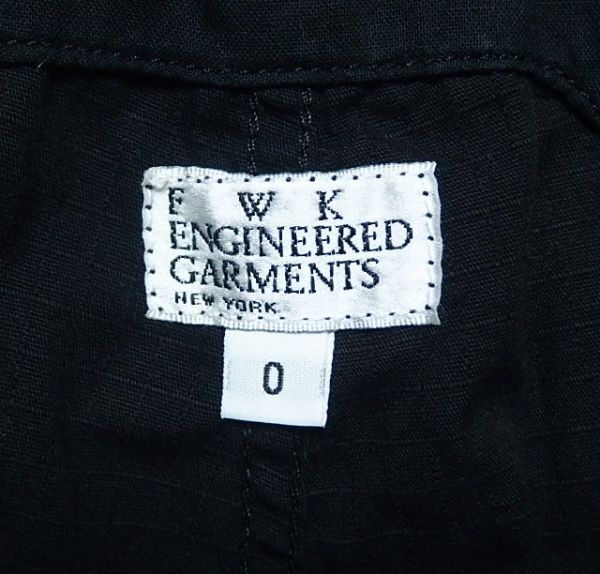 F W K
ENGINEERED
GARMENTS
NEW YORK
0